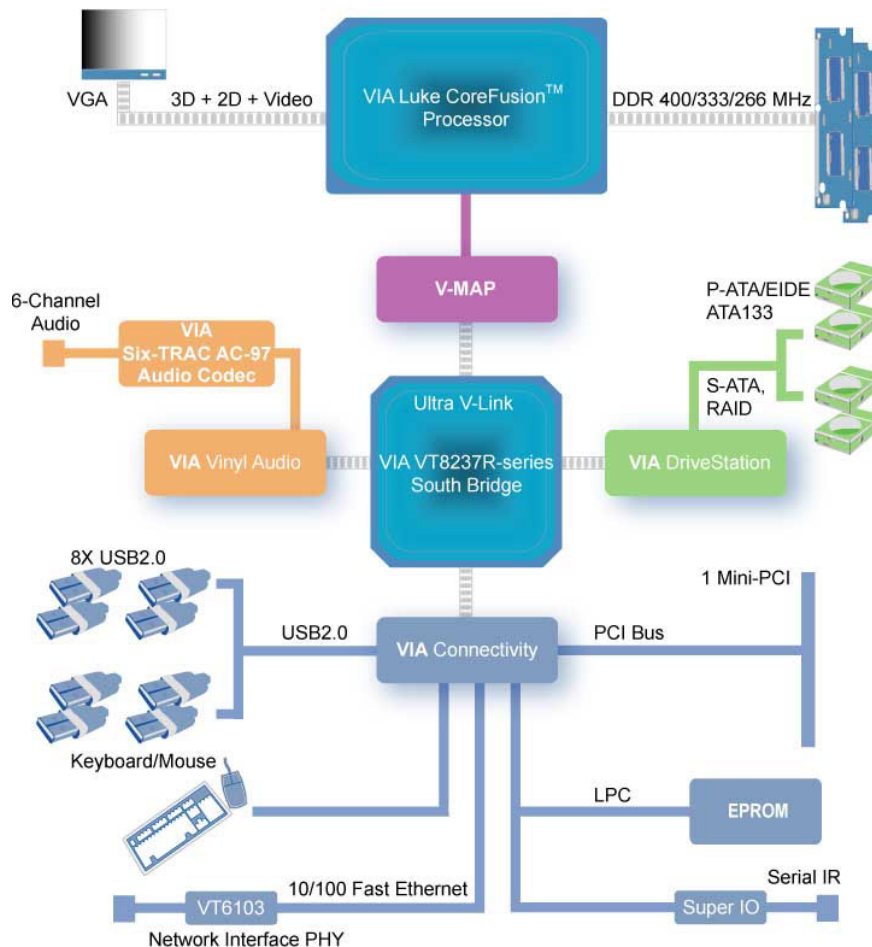 VGA
3D + 2D + Video
VIA Luke CoreFusion™
Processor
DDR 400/333/266 MHz
V-MAP
6-Channel
Audio
VIA
Six-TRAC AC-97
Audio Codec
P-ATA/EIDE
ATA133
S-ATA,
RAID
Ultra V-Link
VIA Vinyl Audio
VIA VT8237R-series
South Bridge
VIA DriveStation
8X USB2.0
1 Mini-PCI
USB2.0
VIA Connectivity
PCI Bus
Keyboard/Mouse
LPC
EPROM
10/100 Fast Ethernet
Serial IR
VT6103
Super IO
Network Interface PHY